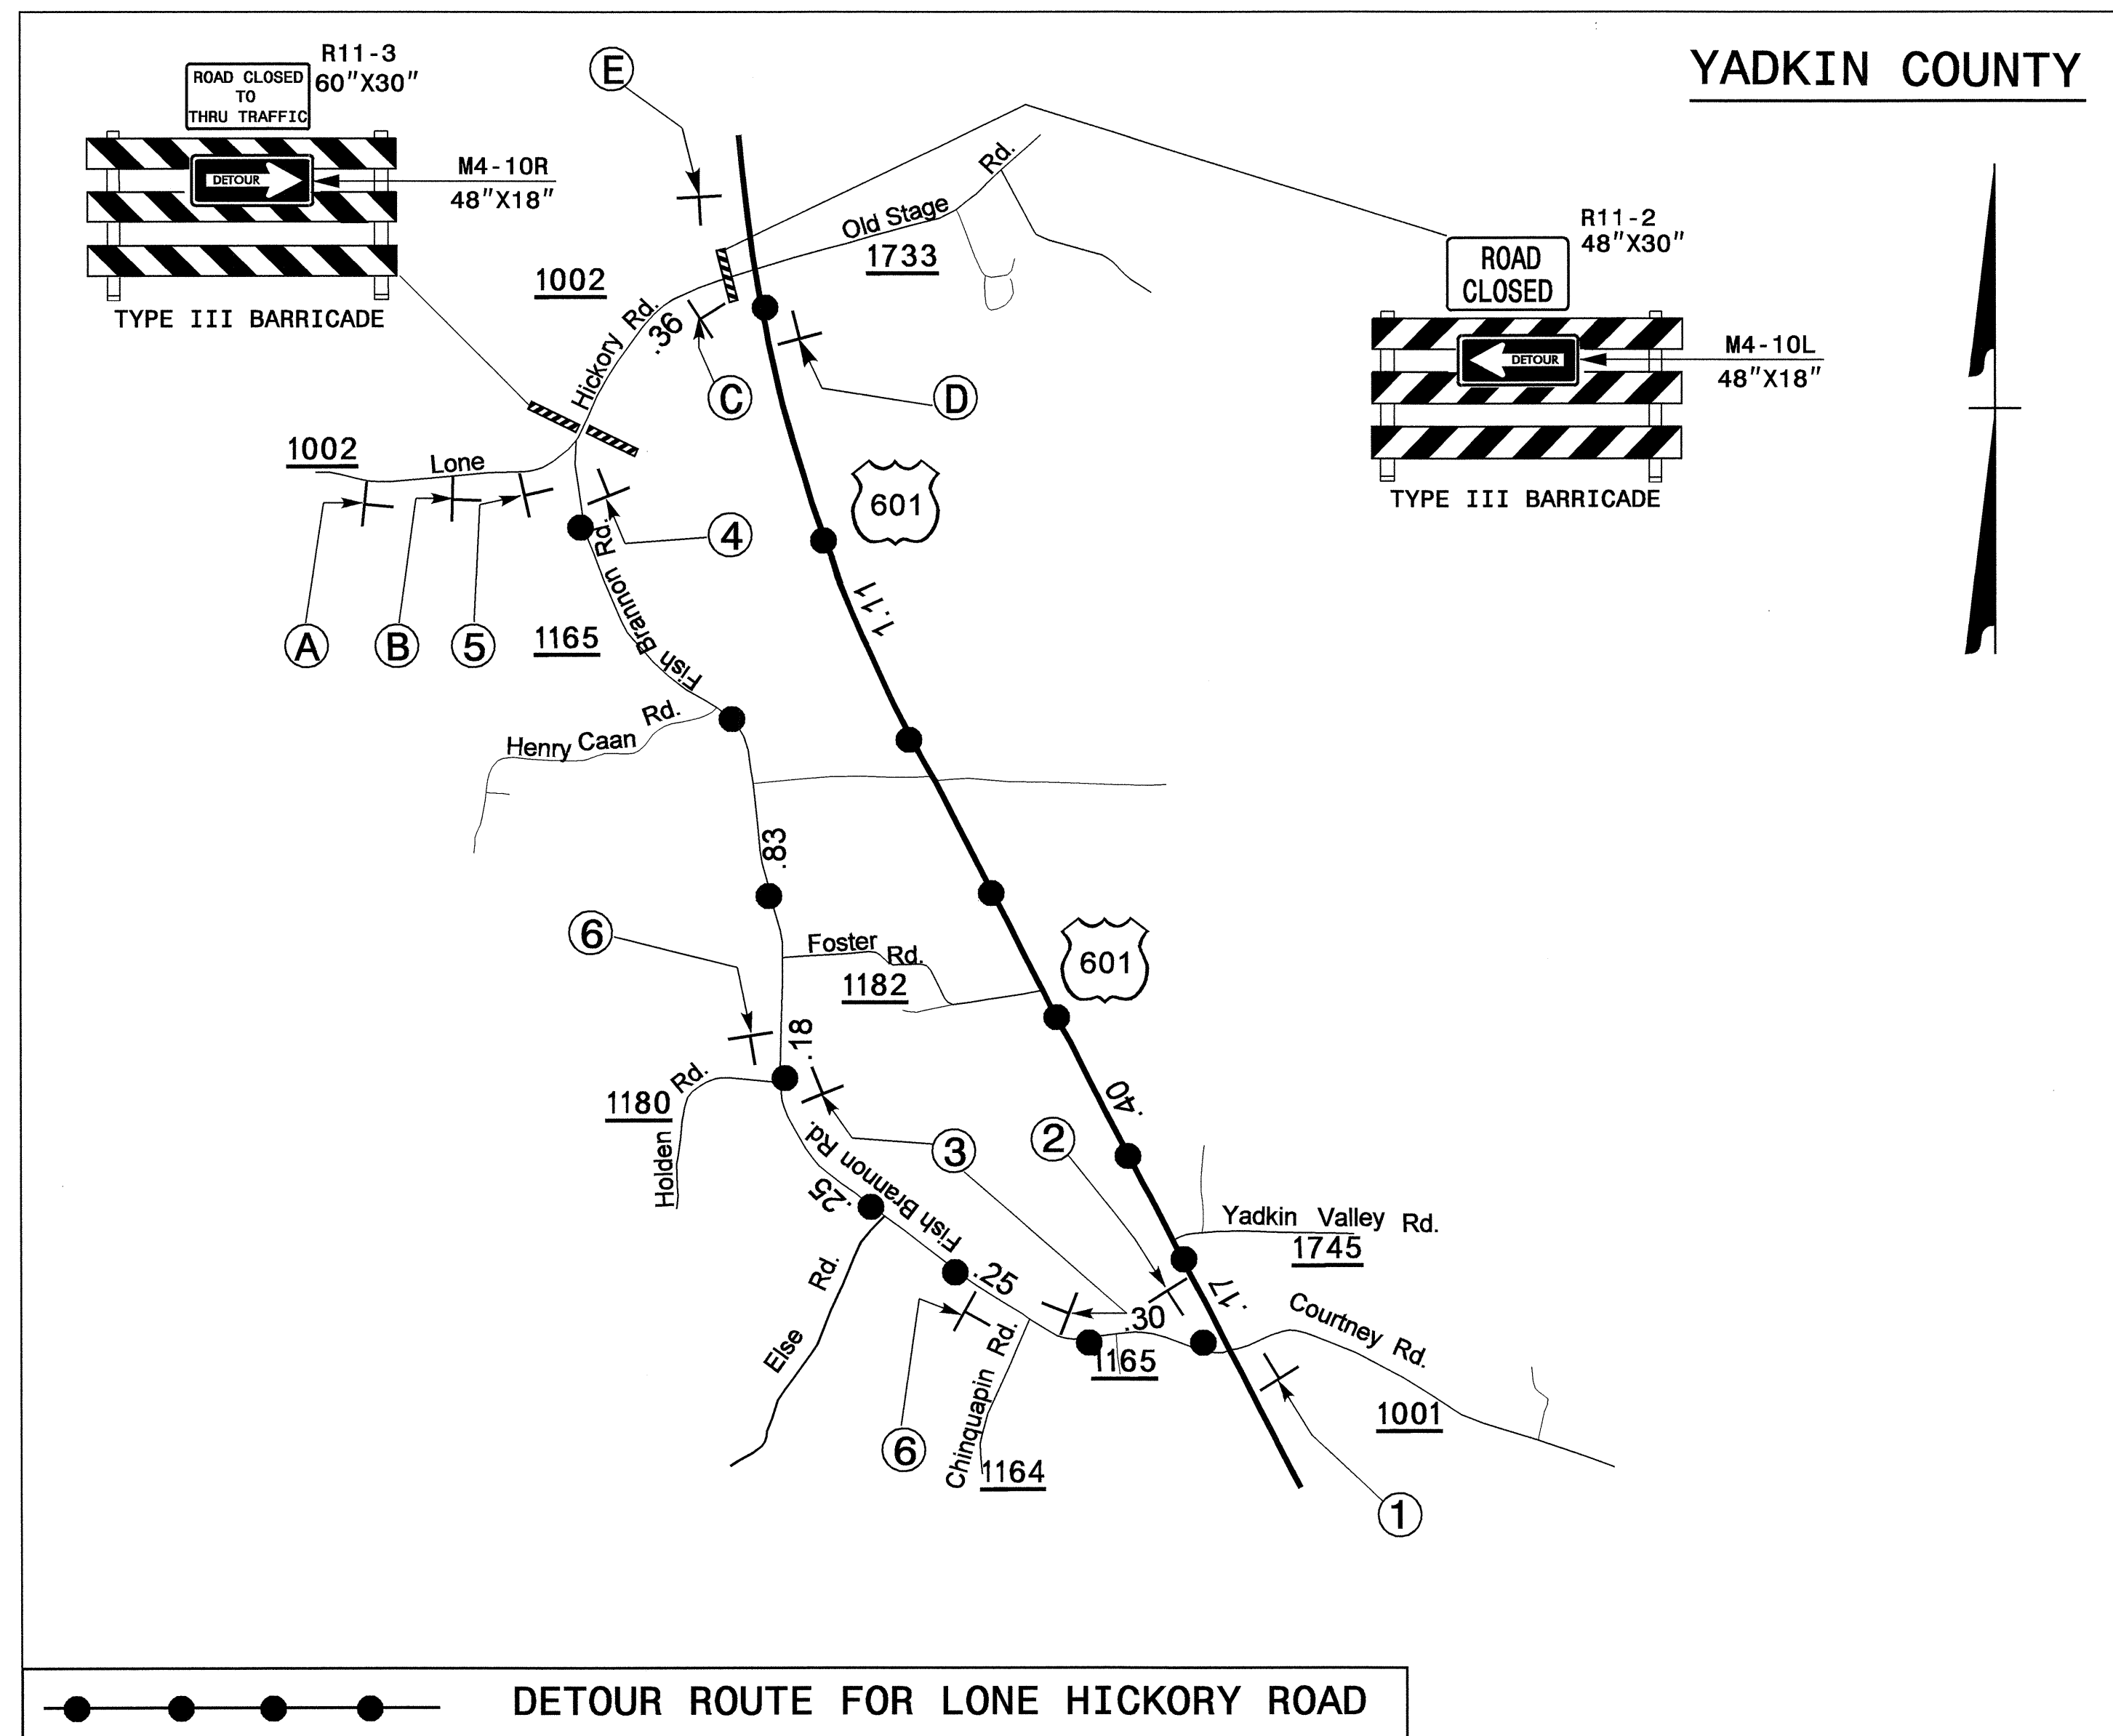 YADKIN COUNTY
R11-3
60"X30"
ROAD CLOSED
TO
THRU TRAFFIC
DETOUR
M4-10R
48"X18"
TYPE III BARRICADE
E
Old Stage Rd.
1733
R11-2
48"X30"
ROAD
CLOSED
DETOUR
M4-10L
48"X18"
TYPE III BARRICADE
1002
Hickory Rd.
.36
C
D
1002
Lone
601
4
A
B
5
1165
Fish Brannon Rd.
1.11
Henry Caan Rd.
.83
6
Foster Rd.
1182
601
.18
1180
Holden Rd.
.40
3
2
Fish Brannon Rd.
.25
Yadkin Valley Rd.
1745
.25
.17
.30
Courtney Rd.
Else Rd.
1165
1001
6
Chinquapin Rd.
1164
1
DETOUR ROUTE FOR LONE HICKORY ROAD